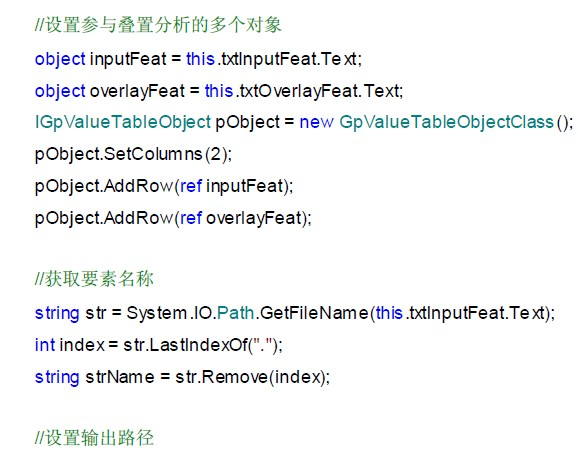 //设置参与叠置分析的多个对象
object inputFeat = this.txtInputFeat.Text;
object overlayFeat = this.txtOverlayFeat.Text;
IGpValueTableObject pObject = new GpValueTableObjectClass();
pObject.SetColumns(2);
pObject.AddRow(ref inputFeat);
pObject.AddRow(ref overlayFeat);
//获取要素名称
string str = System.IO.Path.GetFileName(this.txtInputFeat.Text);
int index = str.LastIndexOf(".");
string strName = str.Remove(index);
//设置输出路径